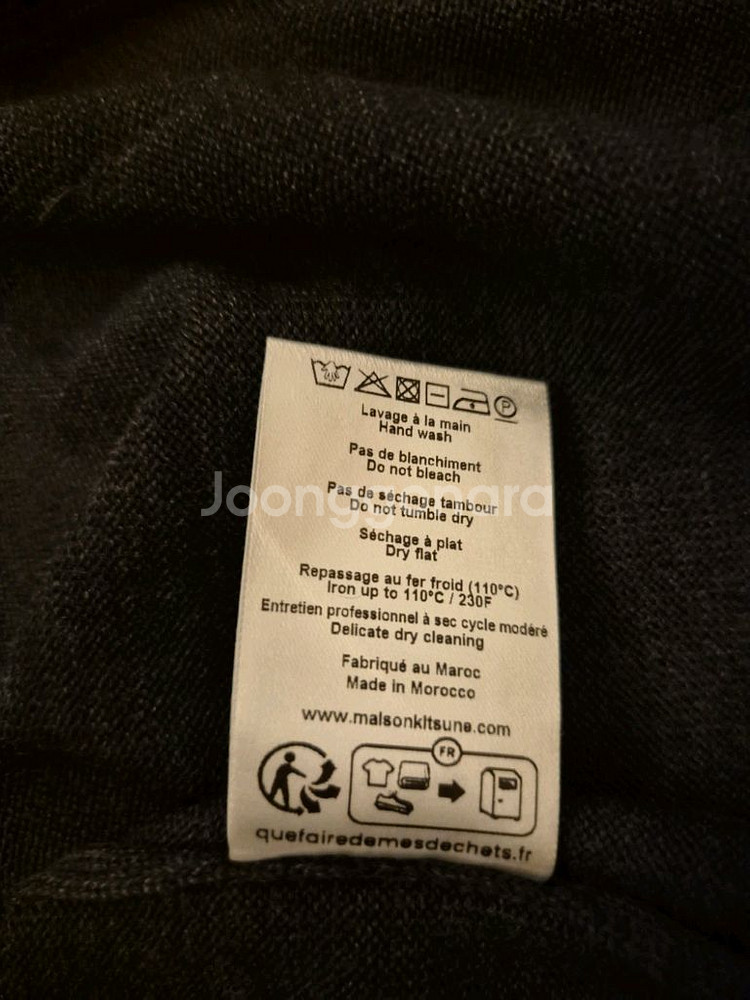 P
Lavage à la main
Hand wash
Pas de blanchiment
Do not bleach
Joonggonara
Pas de séchage tambour
Do not tumble dry
Séchage à plat
Dry flat
Repassage au fer froid (110°C)
Iron up to 110°C / 230F
Entretien professionnel à sec cycle modéré
Delicate dry cleaning
Fabriqué au Maroc
Made in Morocco
www.maisonkitsune.com
FR
quefairedemesdechets.fr